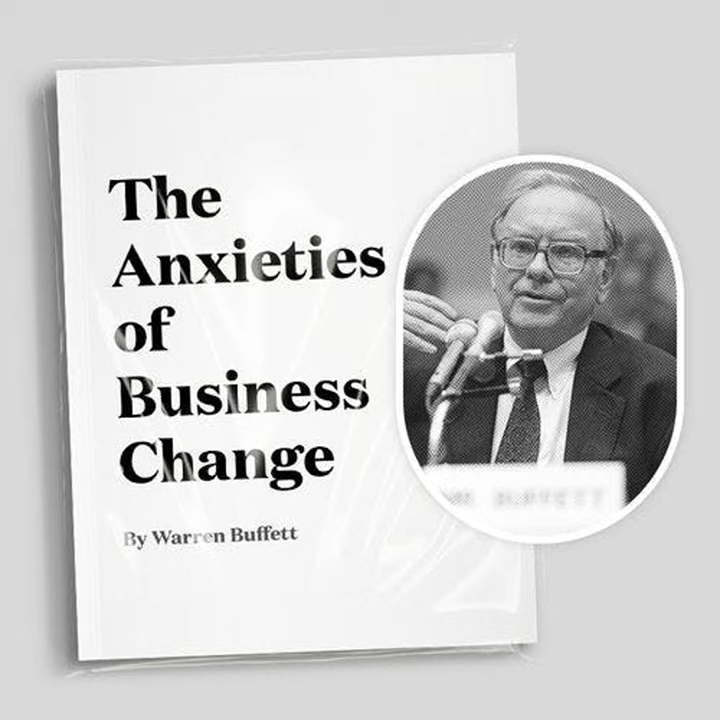 The
Anxieties
of
Business
Change
By Warren Buffett